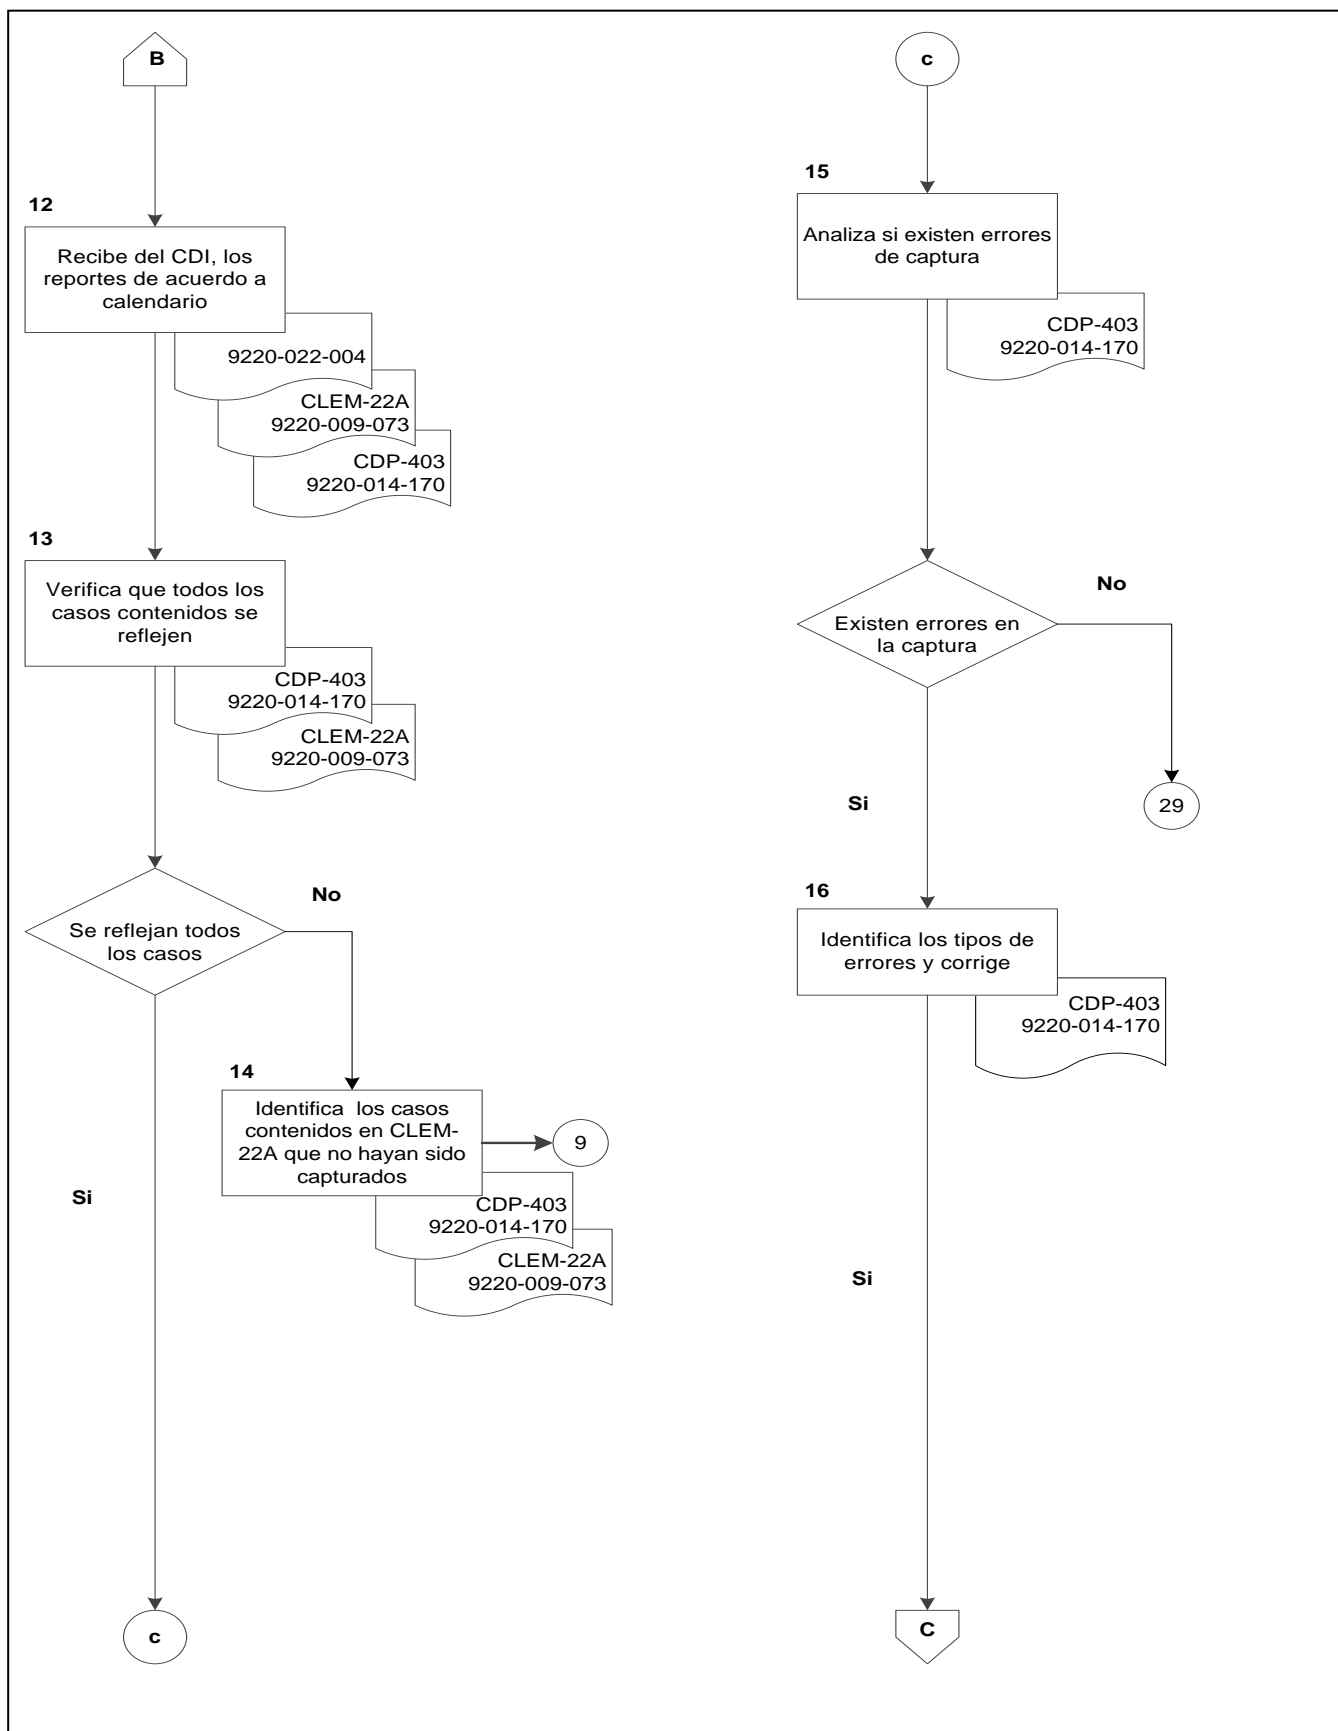 B
12
Recibe del CDI, los
reportes de acuerdo a
calendario
9220-022-004
CLEM-22A
9220-009-073
CDP-403
9220-014-170
13
Verifica que todos los
casos contenidos se
reflejen
CDP-403
9220-014-170
CLEM-22A
9220-009-073
Se reflejan todos
los casos
No
14
Identifica los casos
contenidos en CLEM-
22A que no hayan sido
capturados
9
CDP-403
9220-014-170
CLEM-22A
9220-009-073
Si
c
c
15
Analiza si existen errores
de captura
CDP-403
9220-014-170
Existen errores en
la captura
No
29
Si
16
Identifica los tipos de
errores y corrige
CDP-403
9220-014-170
Si
C